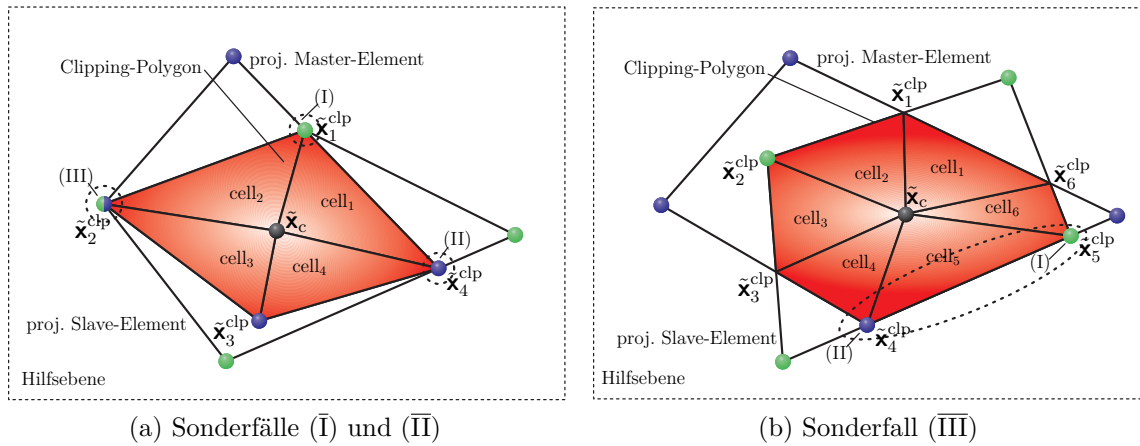 proj. Master-Element
Clipping-Polygon
(I)
x̃₁^clp
(III)
x̃₂^clp
cell₂
cell₁
x̃_c
(II)
x̃₄^clp
cell₃
cell₄
x̃₃^clp
proj. Slave-Element
Hilfsebene
(a) Sonderfälle (I̅) und (I̅I̅)
proj. Master-Element
Clipping-Polygon
x̃₁^clp
x̃₂^clp
cell₂
cell₁
x̃₆^clp
x̃_c
cell₃
cell₆
x̃₅^clp
(I)
cell₄
cell₅
x̃₃^clp
x̃₄^clp
(II)
proj. Slave-Element
Hilfsebene
(b) Sonderfall (I̅I̅I̅)